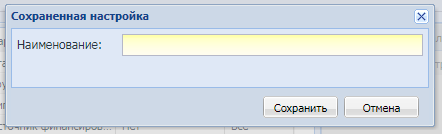 Сохраненная настройка
Наименование:
Сохранить
Отмена